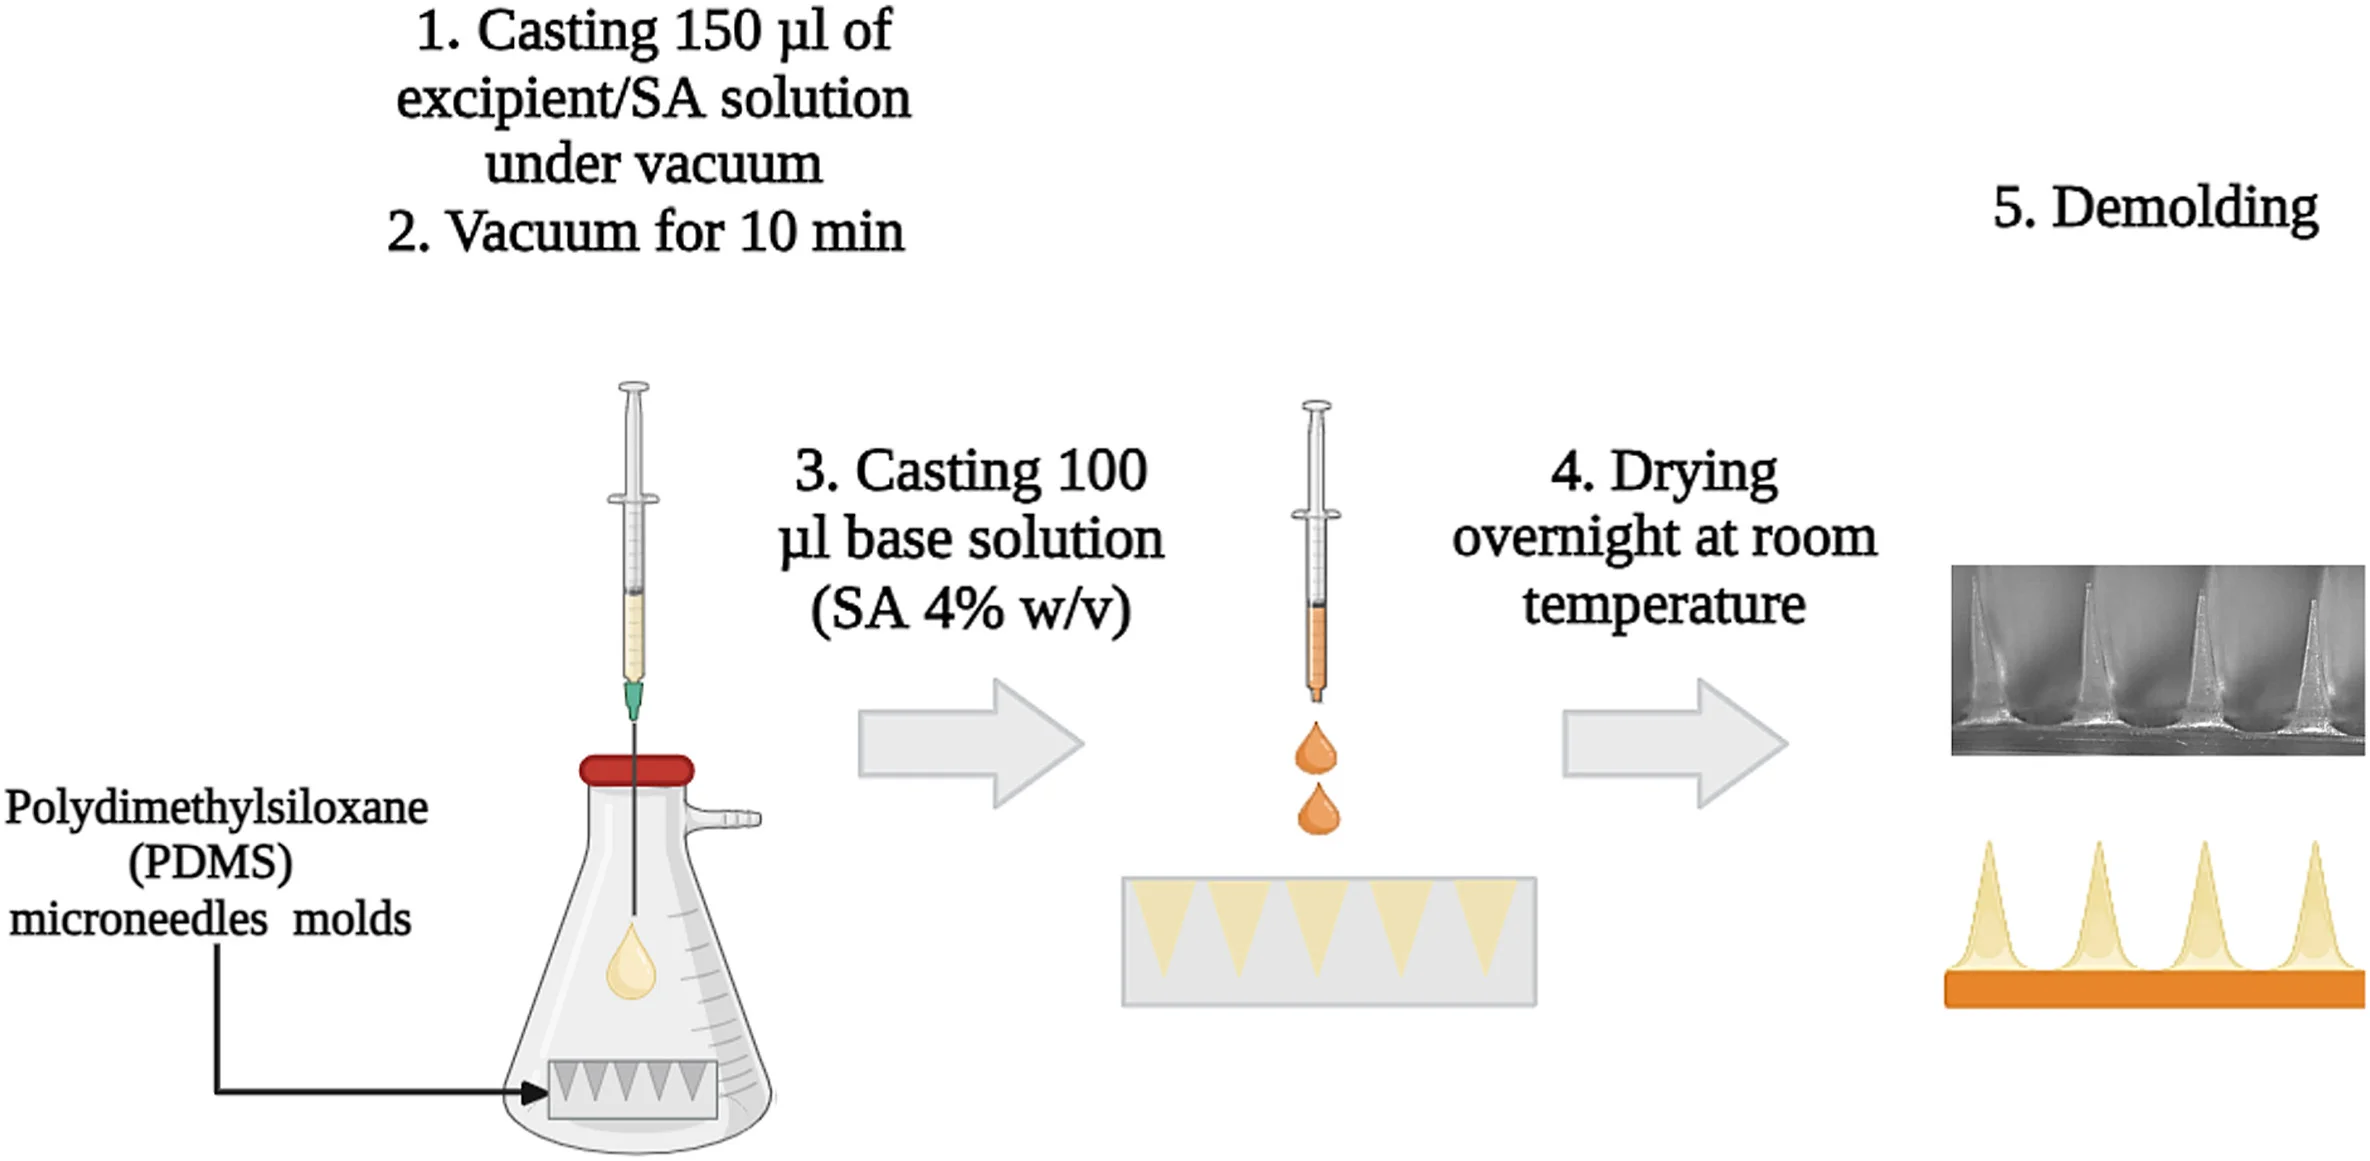 1. Casting 150 µl of
excipient/SA solution
under vacuum
2. Vacuum for 10 min
3. Casting 100
µl base solution
(SA 4% w/v)
4. Drying
overnight at room
temperature
5. Demolding
Polydimethylsiloxane
(PDMS)
microneedles molds